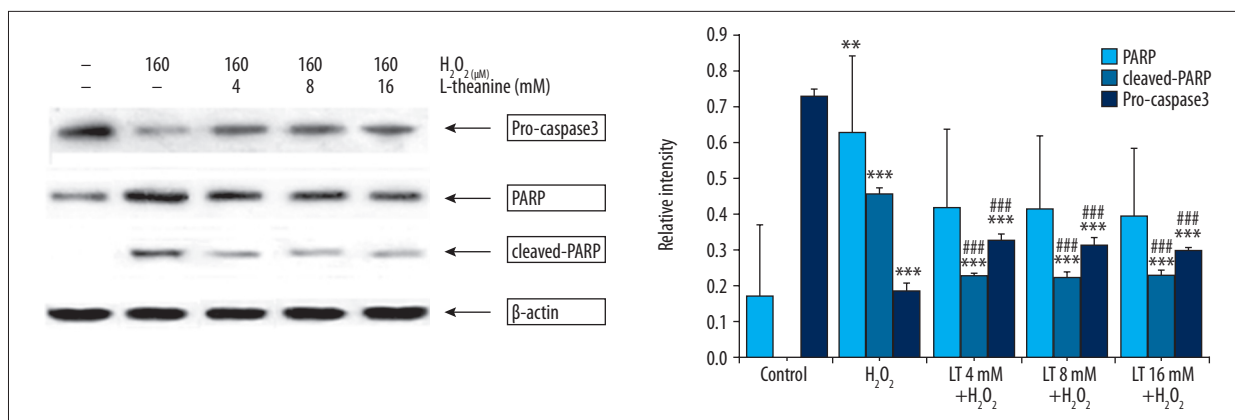 – 160 160 160 160 H₂O₂ (µM)
– – 4 8 16 L-theanine (mM)
Pro-caspase3
PARP
cleaved-PARP
β-actin
Relative intensity
0.9
0.8
0.7
0.6
0.5
0.4
0.3
0.2
0.1
0.0
PARP
cleaved-PARP
Pro-caspase3
**
***
***
###
***
###
***
###
***
###
***
###
***
###
***
Control H₂O₂ LT 4 mM LT 8 mM LT 16 mM
+H₂O₂ +H₂O₂ +H₂O₂